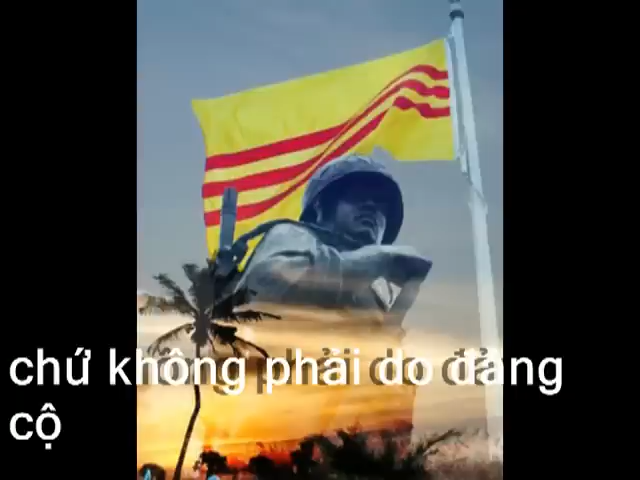 chứ không phải do đảng
cộ